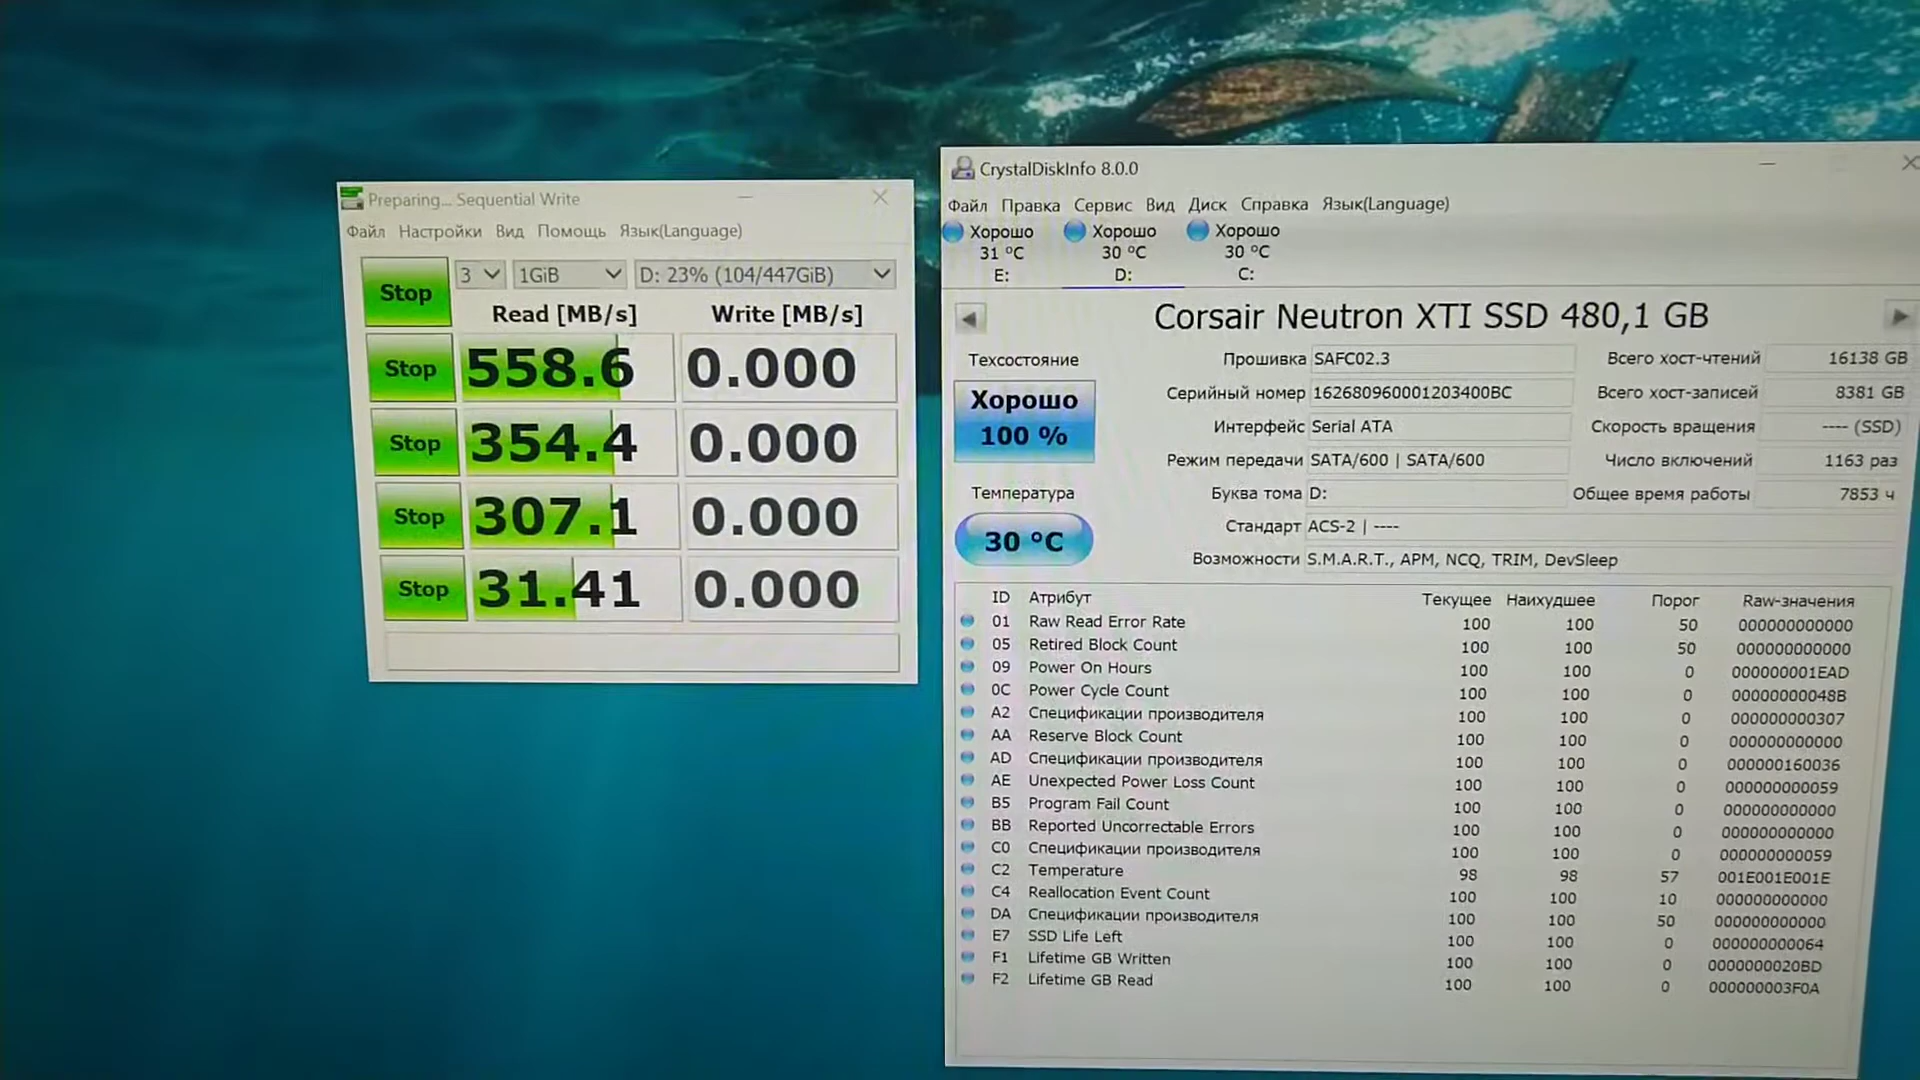 Preparing... Sequential Write
Файл Настройки Вид Помощь Язык(Language)
Stop 3 1GiB D: 23% (104/447GiB)
Read [MB/s] Write [MB/s]
Stop 558.6 0.000
Stop 354.4 0.000
Stop 307.1 0.000
Stop 31.41 0.000
CrystalDiskInfo 8.0.0
Файл Правка Сервис Вид Диск Справка Язык(Language)
Хорошо Хорошо Хорошо
31 °C 30 °C 30 °C
E: D: C:
Corsair Neutron XTI SSD 480,1 GB
Техсостояние
Хорошо
100 %
Температура
30 °C
Прошивка SAFC02.3
Серийный номер 162680960001203400BC
Интерфейс Serial ATA
Режим передачи SATA/600 | SATA/600
Буква тома D:
Стандарт ACS-2 | ----
Возможности S.M.A.R.T., APM, NCQ, TRIM, DevSleep
Всего хост-чтений 16138 GB
Всего хост-записей 8381 GB
Скорость вращения ---- (SSD)
Число включений 1163 раз
Общее время работы 7853 ч
ID Атрибут Текущее Наихудшее Порог Raw-значения
01 Raw Read Error Rate 100 100 50 000000000000
05 Retired Block Count 100 100 50 000000000000
09 Power On Hours 100 100 0 000000001EAD
0C Power Cycle Count 100 100 0 00000000048B
A2 Спецификации производителя 100 100 0 000000000307
AA Reserve Block Count 100 100 0 000000000000
AD Спецификации производителя 100 100 0 000000160036
AE Unexpected Power Loss Count 100 100 0 000000000059
B5 Program Fail Count 100 100 0 000000000000
BB Reported Uncorrectable Errors 100 100 0 000000000000
C0 Спецификации производителя 100 100 0 000000000059
C2 Temperature 98 98 57 001E001E001E
C4 Reallocation Event Count 100 100 10 000000000000
DA Спецификации производителя 100 100 50 000000000000
E7 SSD Life Left 100 100 0 000000000064
F1 Lifetime GB Written 100 100 0 0000000020BD
F2 Lifetime GB Read 100 100 0 000000003F0A